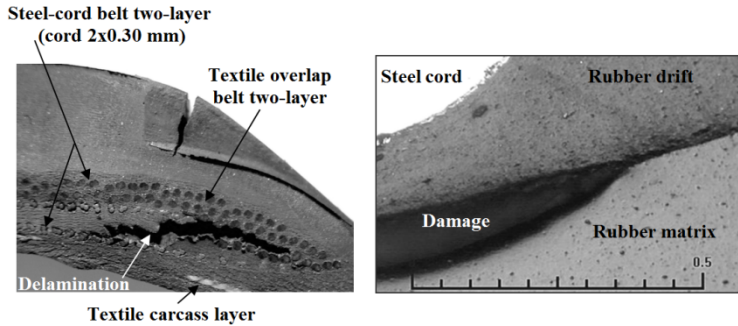 Steel-cord belt two-layer
(cord 2x0.30 mm)
Textile overlap
belt two-layer
Delamination
Textile carcass layer
Steel cord
Rubber drift
Damage
Rubber matrix
0.5